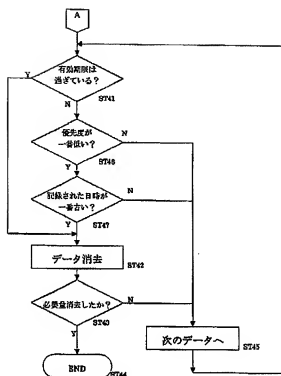 A
有効期限は
過ぎている？
Y
ST41
N
優先度が
一番低い？
N
ST46
Y
記録された日時が
一番古い？
N
Y
ST47
データ消去
ST42
必要量消去したか？
N
ST43
Y
次のデータへ
ST45
END
ST44